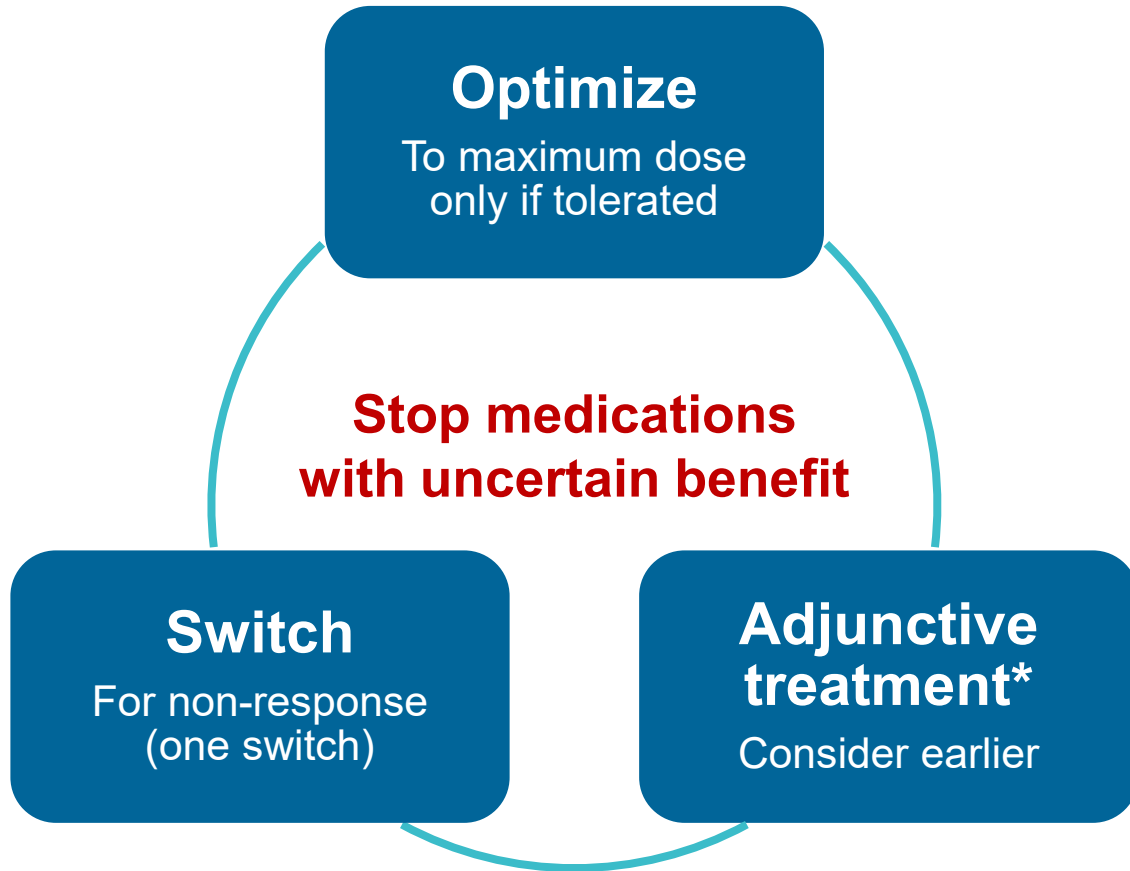 Optimize
To maximum dose
only if tolerated
Stop medications
with uncertain benefit
Switch
For non-response
(one switch)
Adjunctive
treatment*
Consider earlier